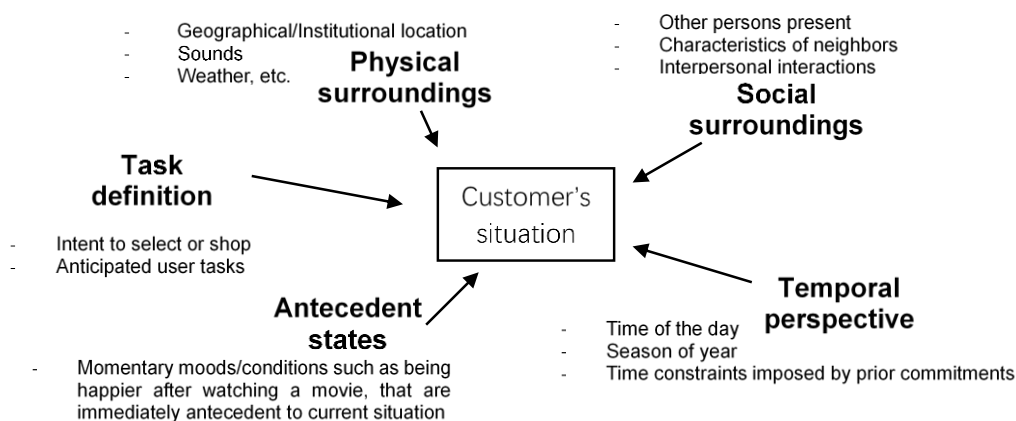 - Geographical/Institutional location
- Sounds
- Weather, etc.
Physical
surroundings
- Other persons present
- Characteristics of neighbors
- Interpersonal interactions
Social
surroundings
Task
definition
- Intent to select or shop
- Anticipated user tasks
Customer's
situation
Antecedent
states
- Momentary moods/conditions such as being
happier after watching a movie, that are
immediately antecedent to current situation
Temporal
perspective
- Time of the day
- Season of year
- Time constraints imposed by prior commitments